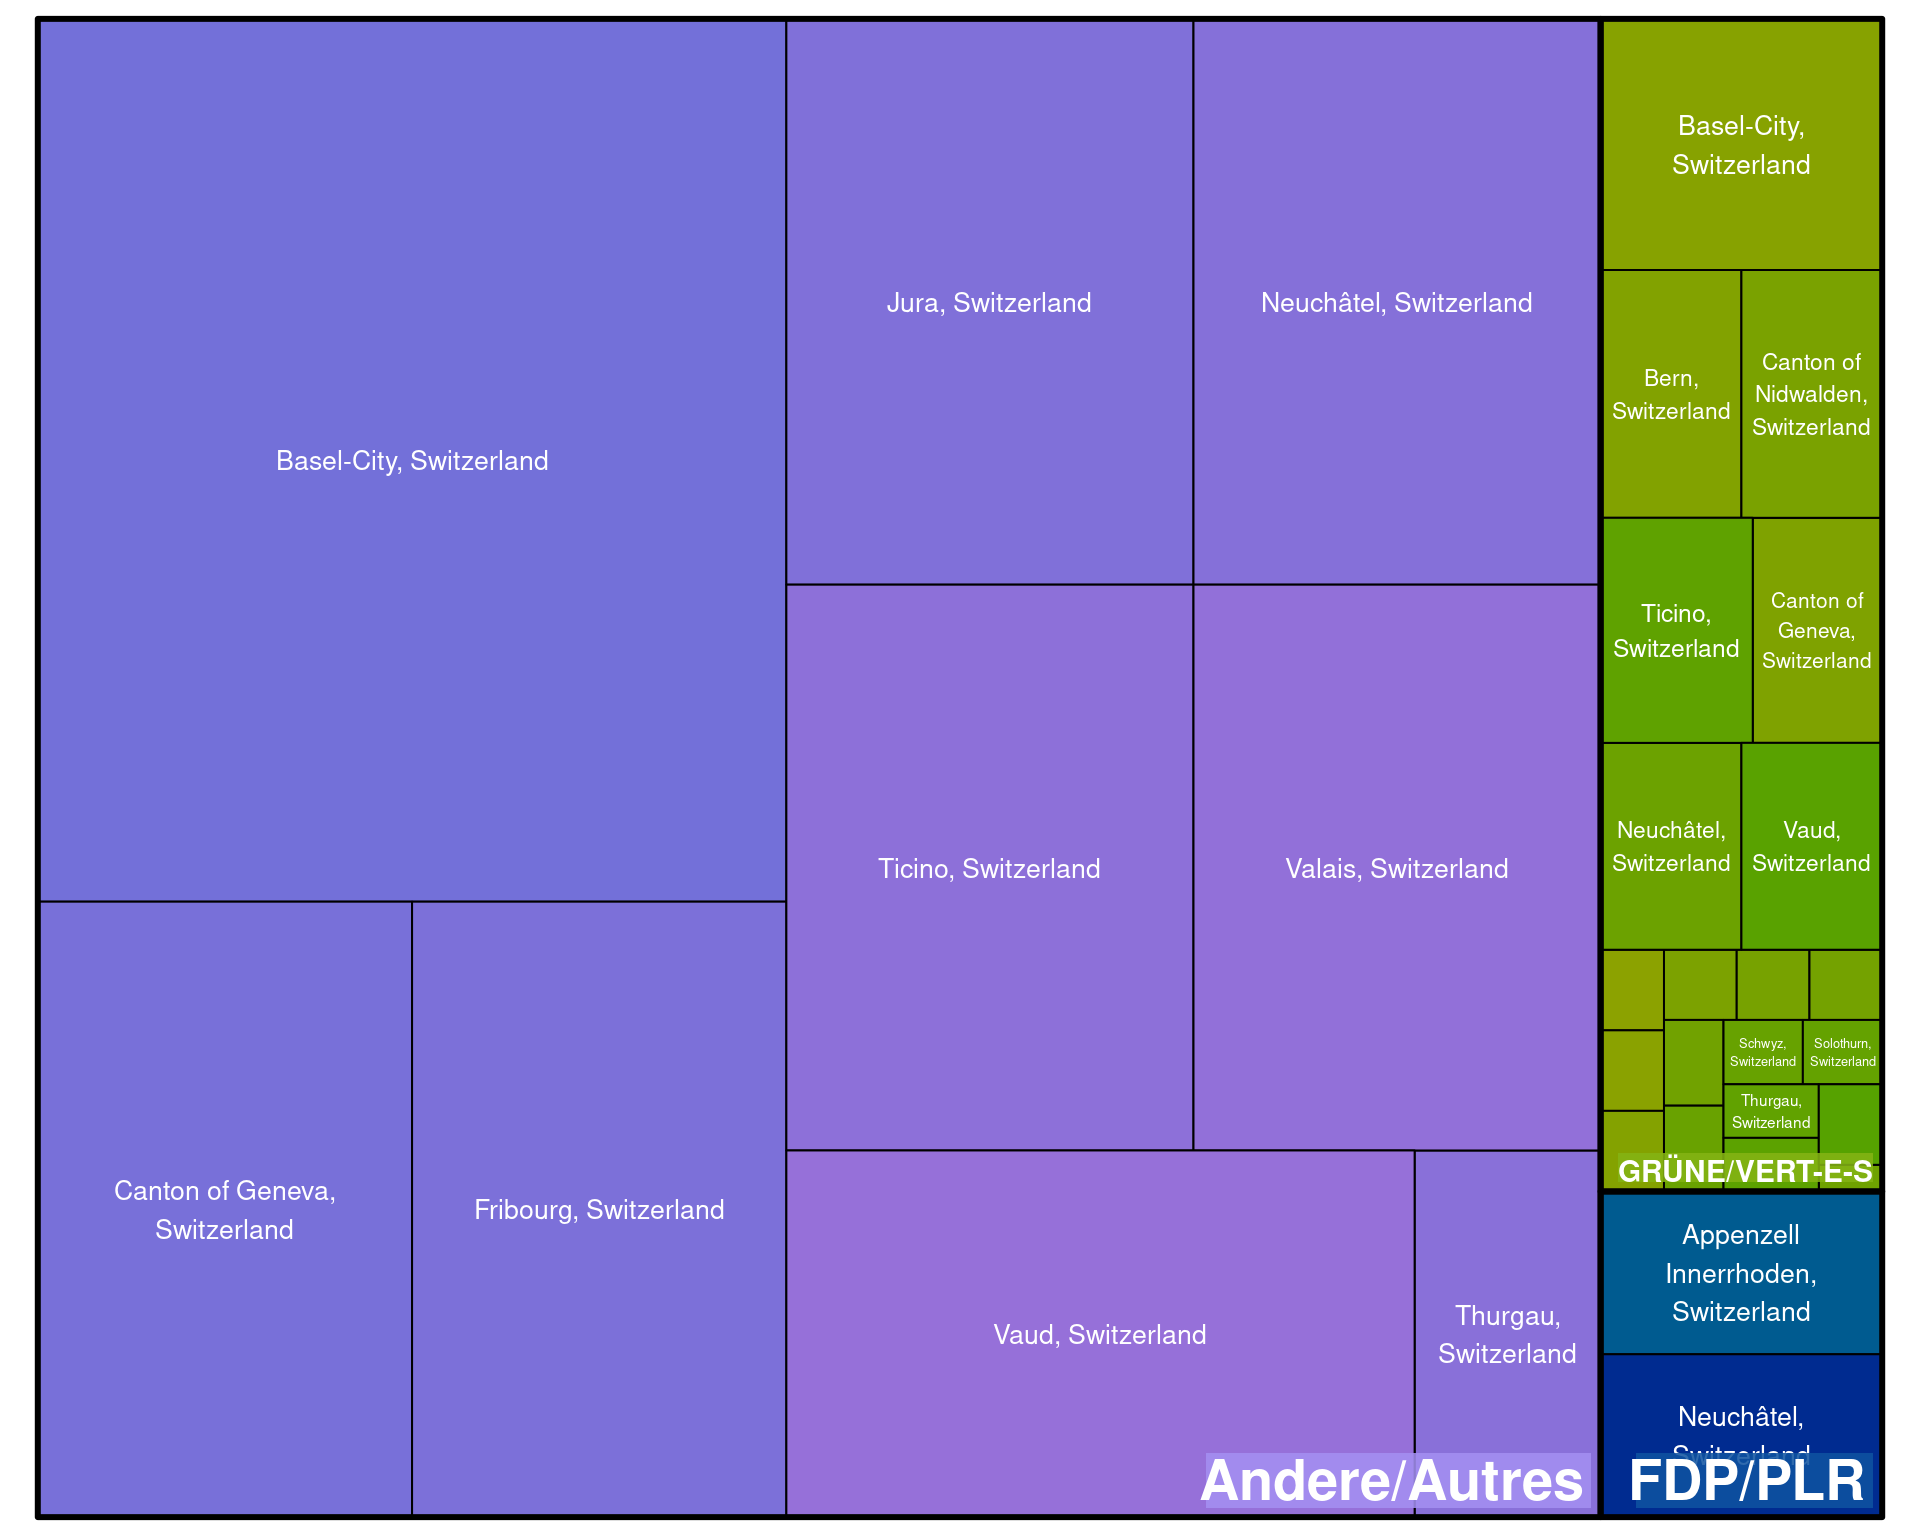 Basel-City, Switzerland
Canton of Geneva,
Switzerland
Fribourg, Switzerland
Jura, Switzerland
Neuchâtel, Switzerland
Ticino, Switzerland
Valais, Switzerland
Vaud, Switzerland
Thurgau,
Switzerland
Andere/Autres
Basel-City,
Switzerland
Bern,
Switzerland
Canton of
Nidwalden,
Switzerland
Ticino,
Switzerland
Canton of
Geneva,
Switzerland
Neuchâtel,
Switzerland
Vaud,
Switzerland
Schwyz,
Switzerland
Solothurn,
Switzerland
Thurgau,
Switzerland
GRÜNE/VERT-E-S
Appenzell
Innerrhoden,
Switzerland
Neuchâtel,
Switzerland
FDP/PLR